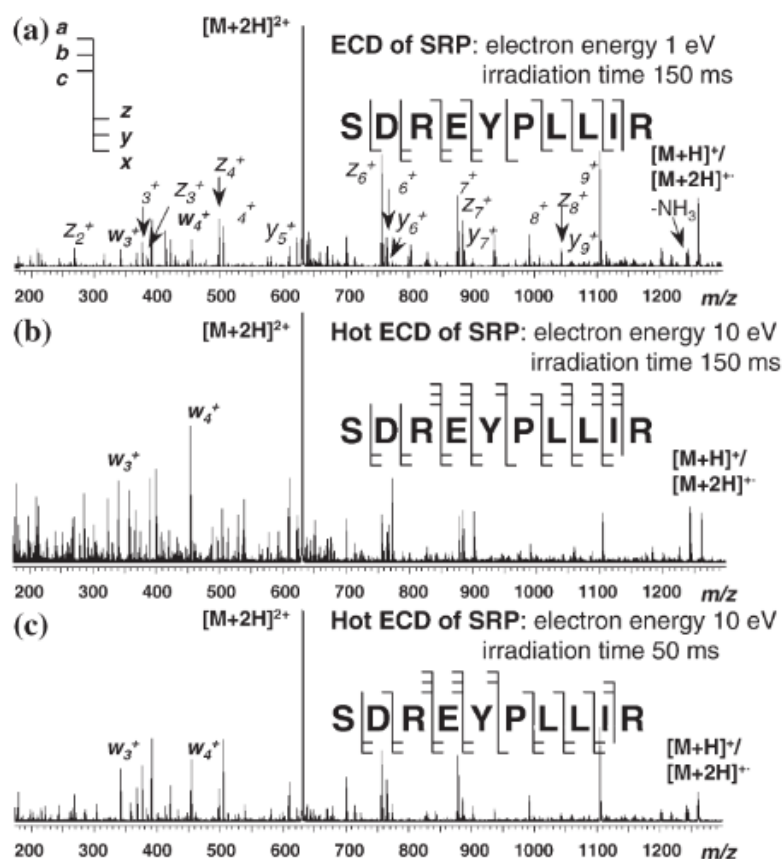 (a)
a
b
c
z
y
x
[M+2H]2+
ECD of SRP: electron energy 1 eV
irradiation time 150 ms
SDREYPLLIR
[M+H]+/
[M+2H]+·
-NH3
z2+
w3+
3+
z3+
w4+
z4+
4+
y5+
z6+
6+
y6+
7+
z7+
y7+
8+
z8+
y9+
9+
200 300 400 500 600 700 800 900 1000 1100 1200 m/z
(b)
[M+2H]2+
Hot ECD of SRP: electron energy 10 eV
irradiation time 150 ms
SDREYPLLIR
w3+
w4+
[M+H]+/
[M+2H]+·
200 300 400 500 600 700 800 900 1000 1100 1200 m/z
(c)
[M+2H]2+
Hot ECD of SRP: electron energy 10 eV
irradiation time 50 ms
SDREYPLLIR
w3+
w4+
[M+H]+/
[M+2H]+·
200 300 400 500 600 700 800 900 1000 1100 1200 m/z